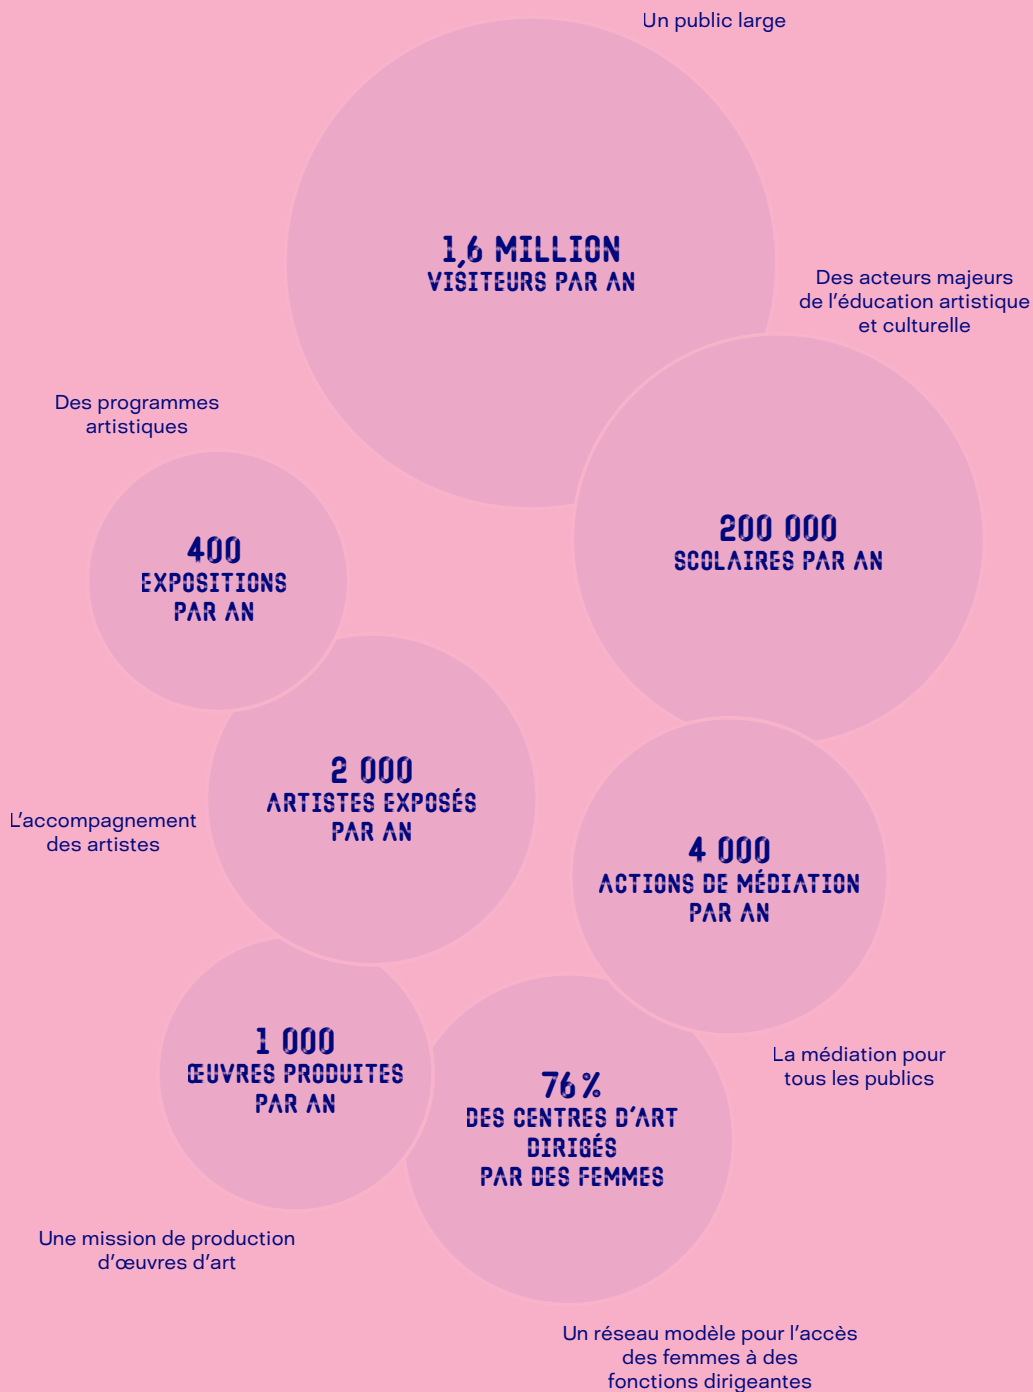 Un public large
1,6 MILLION
VISITEURS PAR AN
Des acteurs majeurs
de l'éducation artistique
et culturelle
200 000
SCOLAIRES PAR AN
Des programmes
artistiques
400
EXPOSITIONS
PAR AN
2 000
ARTISTES EXPOSÉS
PAR AN
L'accompagnement
des artistes
4 000
ACTIONS DE MÉDIATION
PAR AN
La médiation pour
tous les publics
1 000
ŒUVRES PRODUITES
PAR AN
Une mission de production
d'œuvres d'art
76 %
DES CENTRES D'ART
DIRIGÉS
PAR DES FEMMES
Un réseau modèle pour l'accès
des femmes à des
fonctions dirigeantes